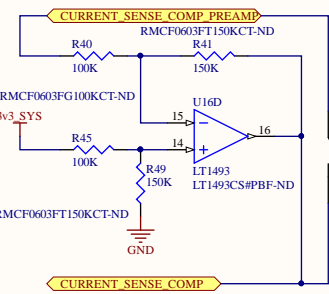 CURRENT_SENSE_COMP_PREAMP
RMCF0603FT150KCT-ND
R40
R41
100K
150K
RMCF0603FG100KCT-ND
U16D
3v3_SYS
15
16
R45
14
100K
LT1493
R49
LT1493CS#PBF-ND
150K
RMCF0603FT150KCT-ND
GND
CURRENT_SENSE_COMP